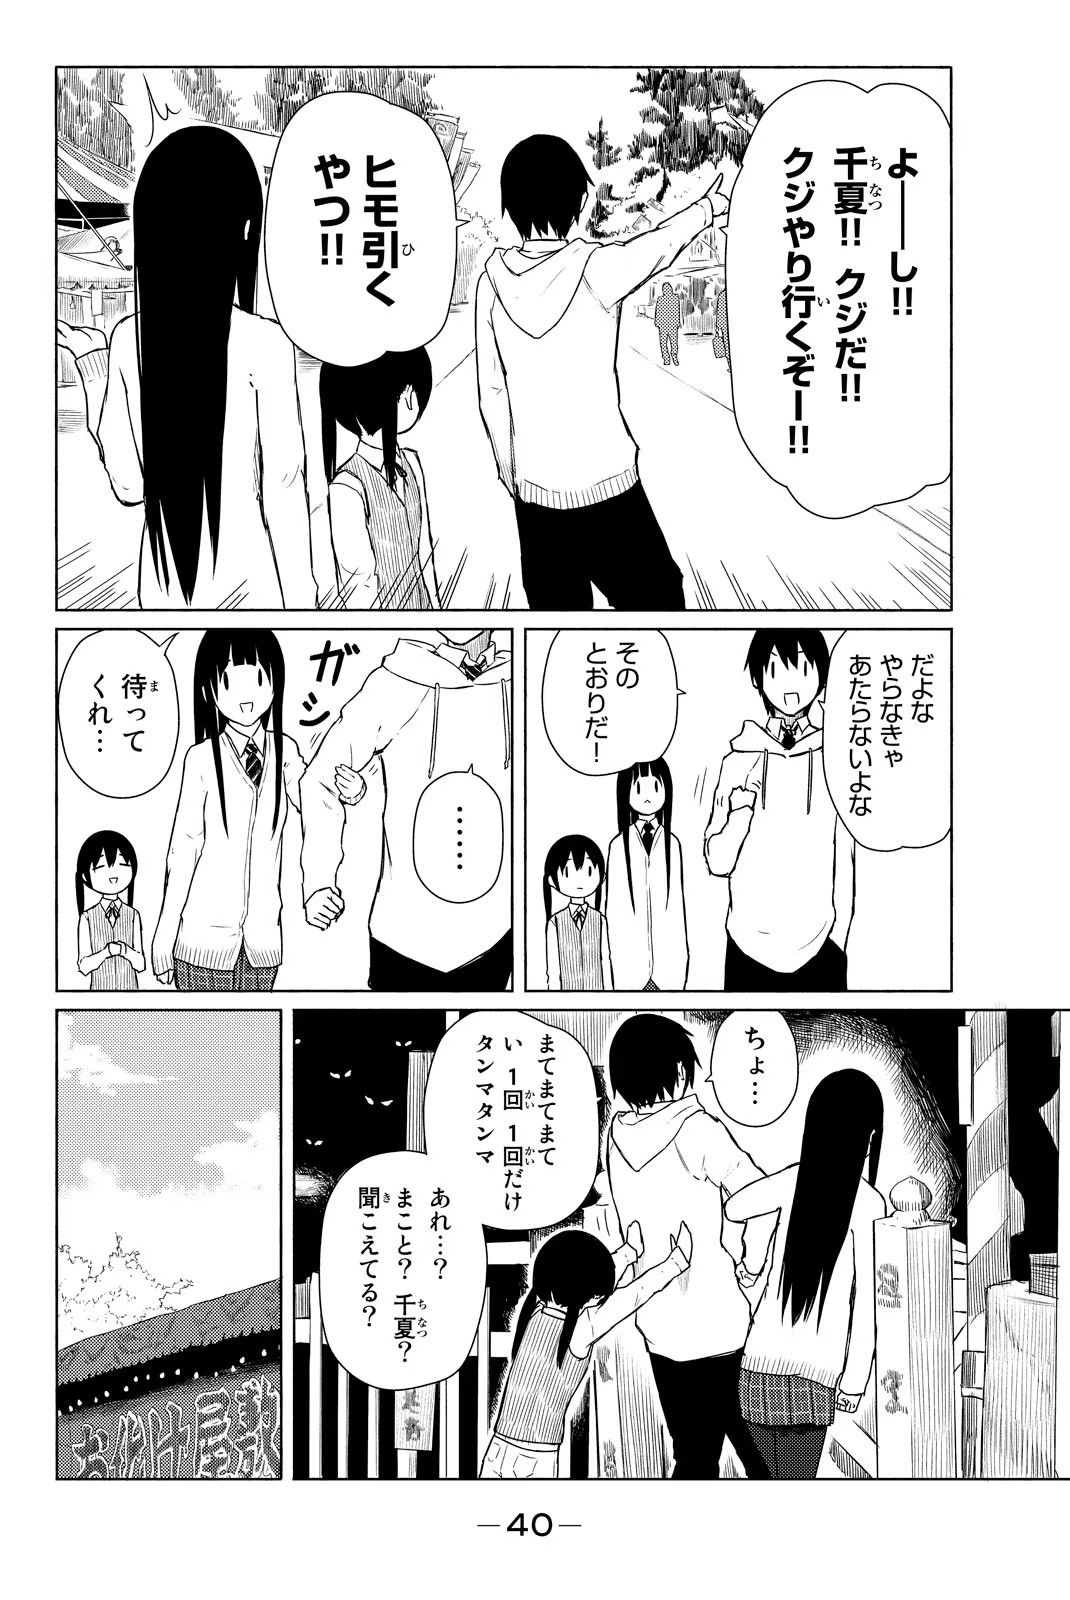 よーーし!!
千夏!! クジだ!!
クジやり行くぞー!!
ヒモ引く
やつ!!
だよな
やらなきゃ
あたらないよな
その
とおりだ!
ガシ
……
待って
くれ…
ちょ…
まてまてまて
い 1回 1回だけ
タンマタンマ
あれ…?
まこと? 千夏?
聞こえてる?
おばけ屋敷
—40—